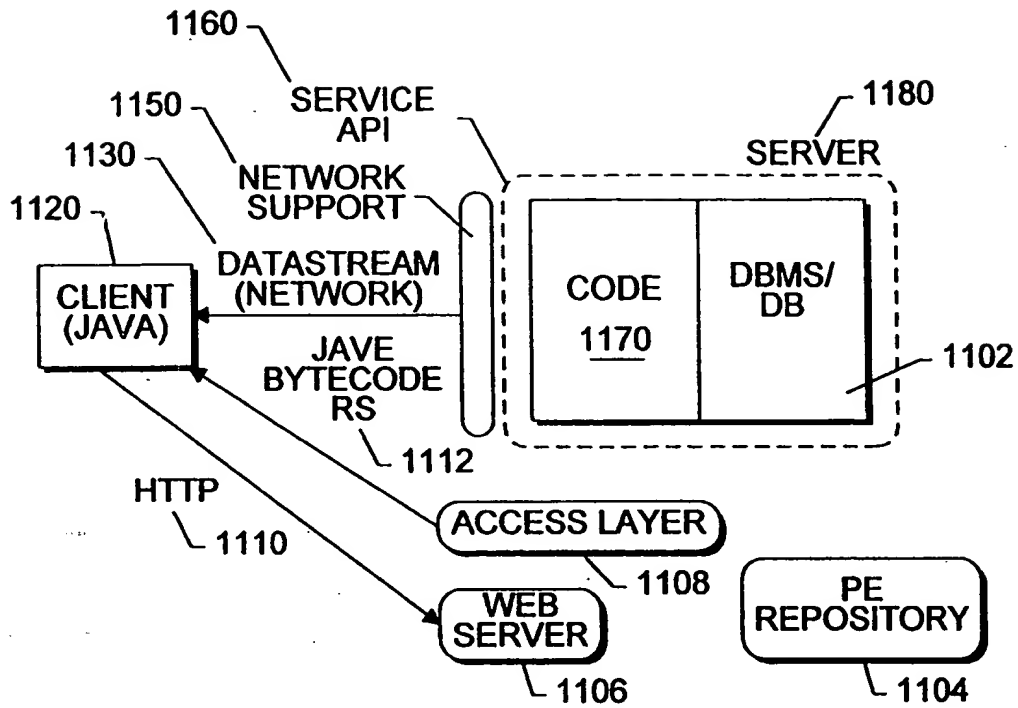 1160
SERVICE
API
1150
NETWORK
SUPPORT
1130
DATASTREAM
(NETWORK)
1120
CLIENT
(JAVA)
1180
SERVER
CODE
1170
DBMS/
DB
1102
JAVE
BYTECODE
RS
1112
HTTP
1110
ACCESS LAYER
1108
WEB
SERVER
1106
PE
REPOSITORY
1104